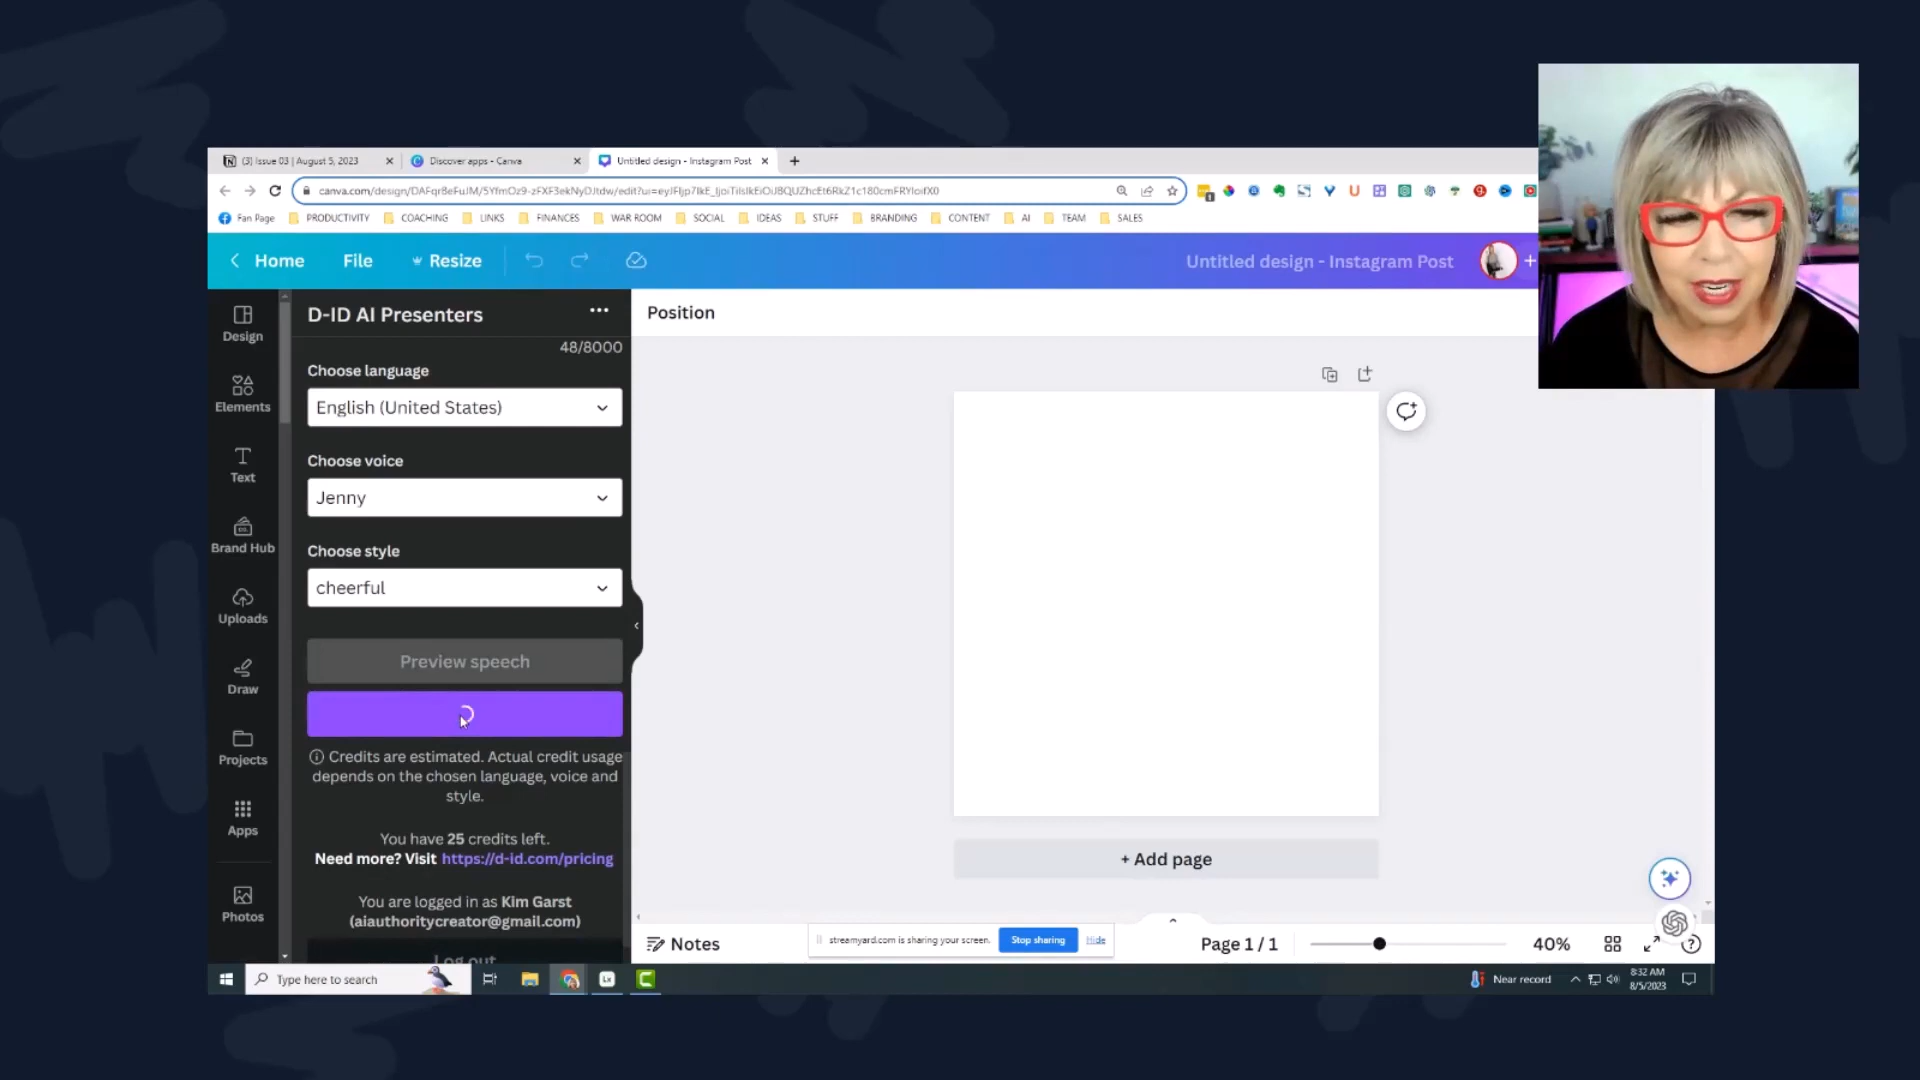 (3) Issue 03 | August 5, 2023
Discover apps - Canva
Untitled design - Instagram Post
Fan Page
PRODUCTIVITY
COACHING
LINKS
FINANCES
WAR ROOM
SOCIAL
IDEAS
STUFF
BRANDING
CONTENT
AI
TEAM
SALES
Home
File
Resize
Untitled design - Instagram Post
Design
Elements
Text
Brand Hub
Uploads
Draw
Projects
Apps
Photos
D-ID AI Presenters
48/8000
Choose language
English (United States)
Choose voice
Jenny
Choose style
cheerful
Preview speech
Credits are estimated. Actual credit usage
depends on the chosen language, voice and
style.
You have 25 credits left.
Need more? Visit https://d-id.com/pricing
You are logged in as Kim Garst
(aiauthoritycreator@gmail.com)
Log out
Position
+ Add page
Notes
streamyard.com is sharing your screen.
Stop sharing
Hide
Page 1 / 1
40%
Type here to search
Near record
8:32 AM
8/5/2023